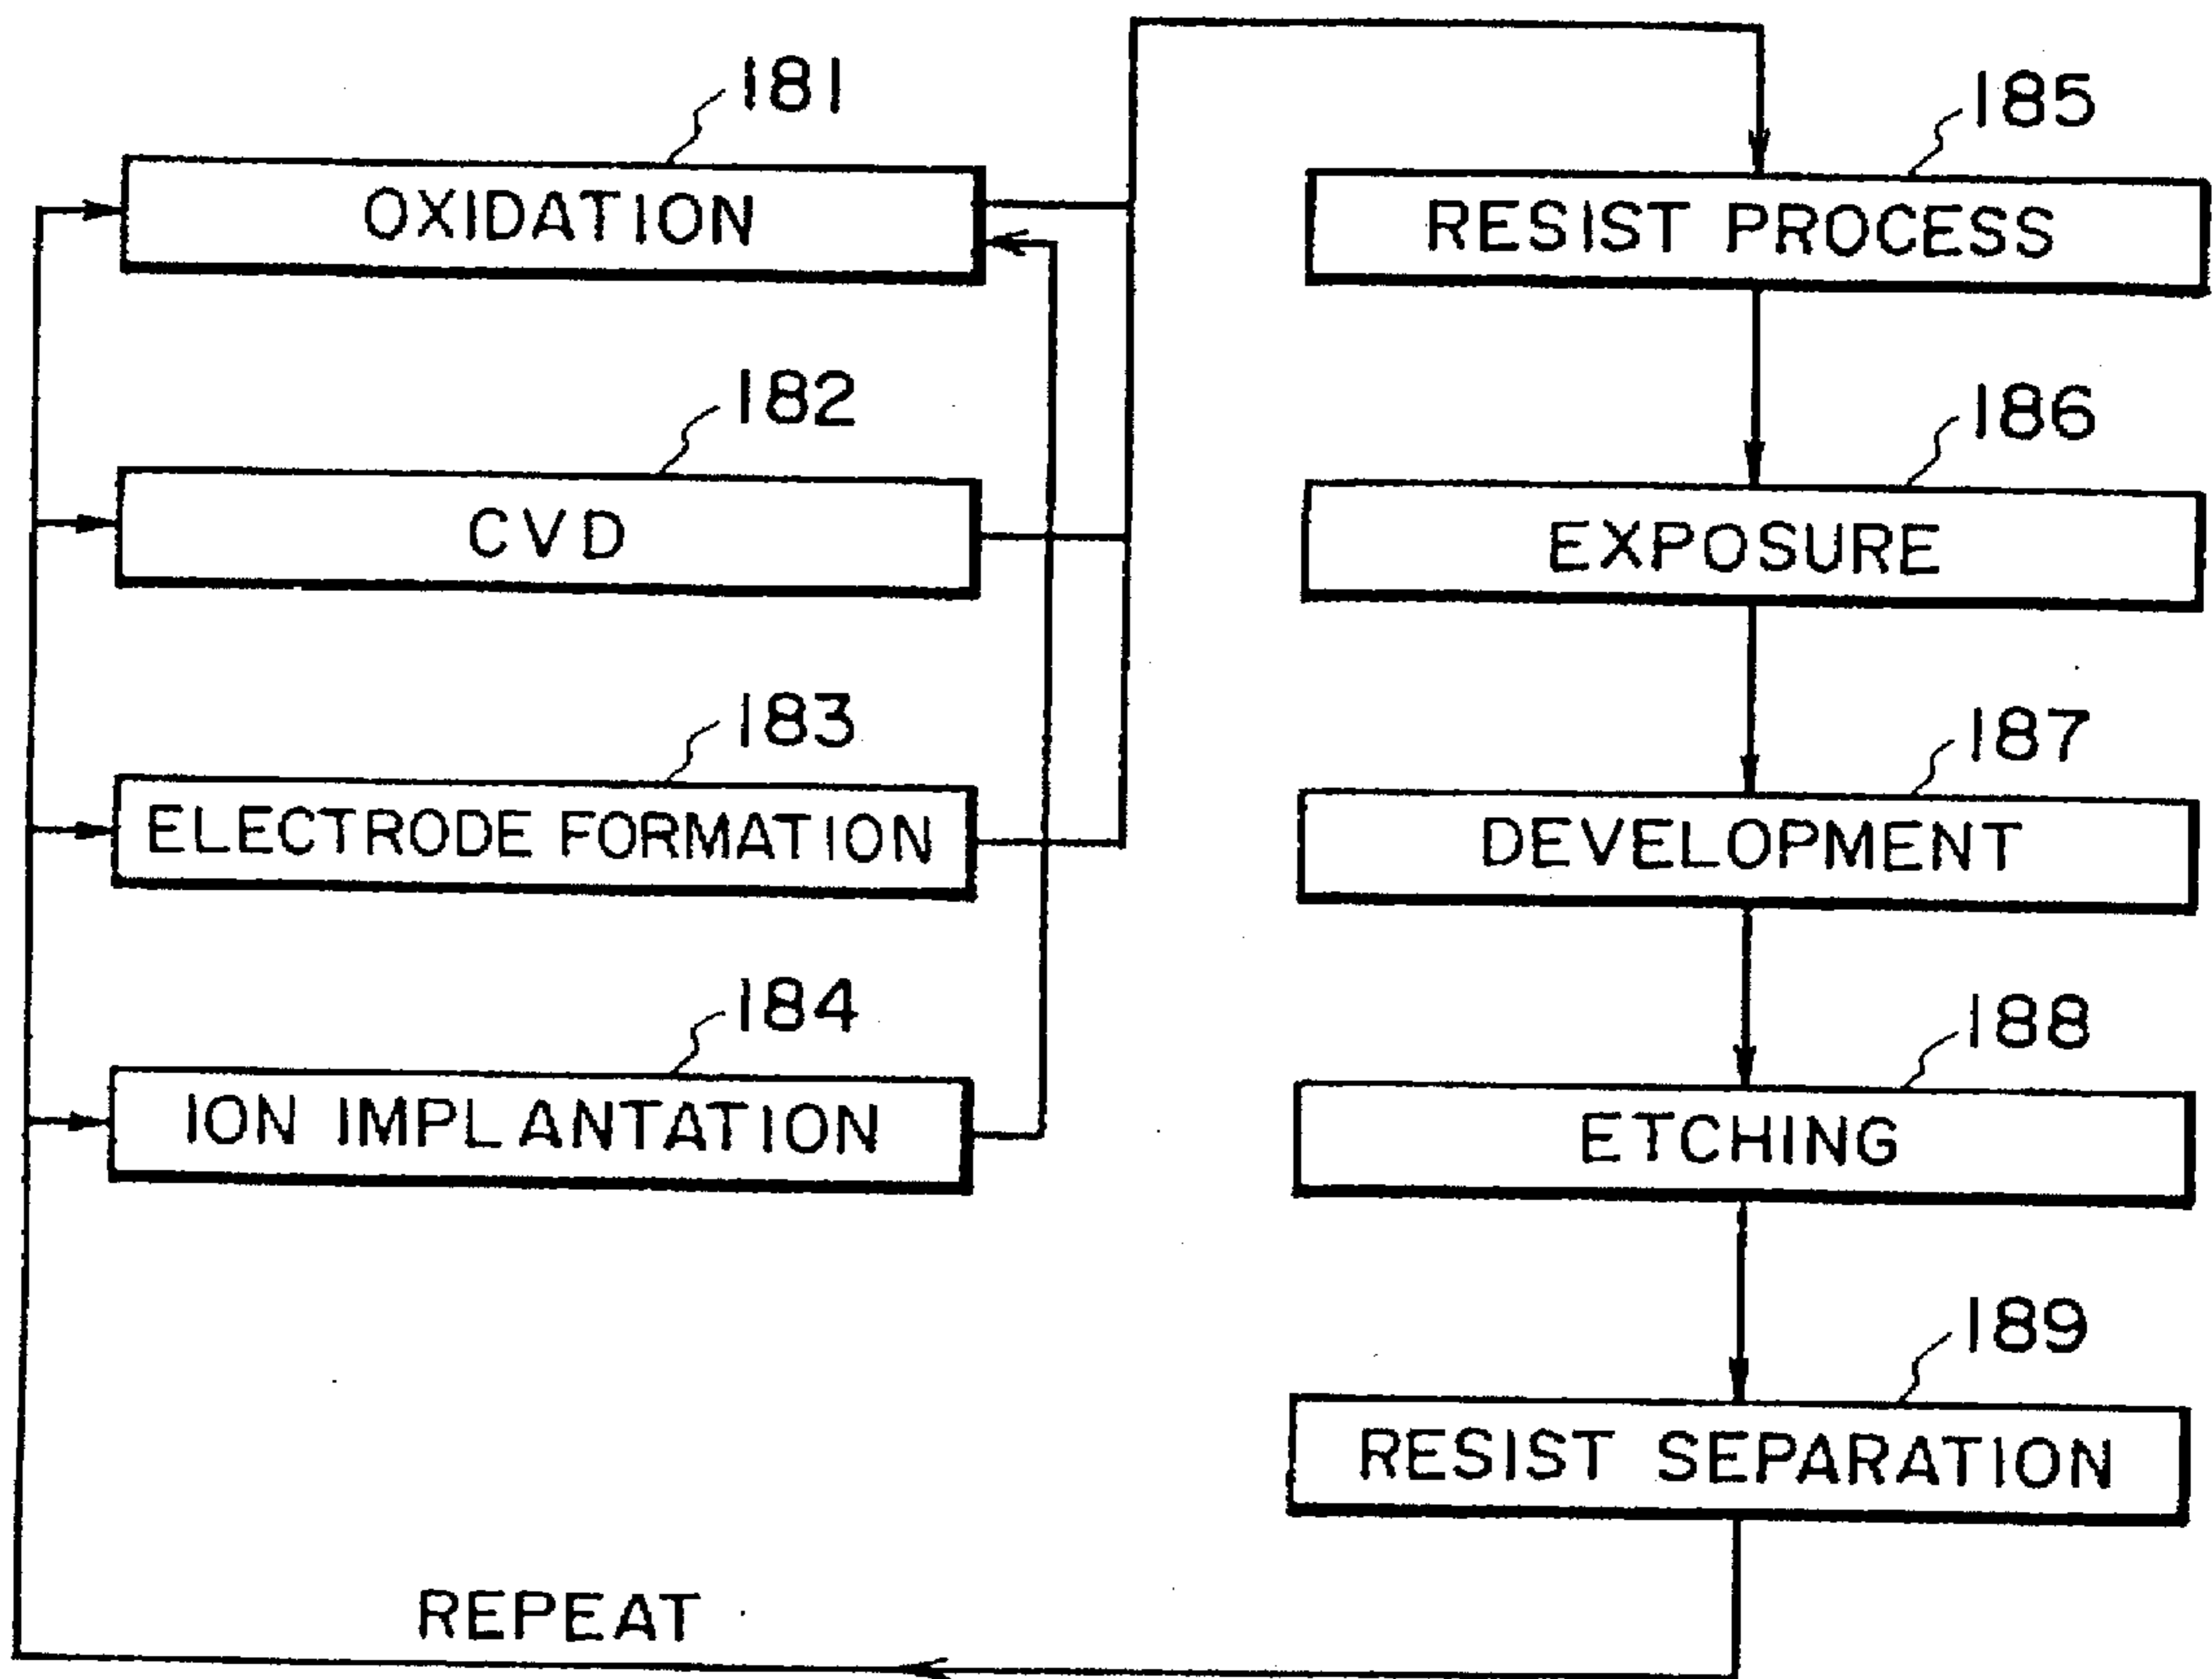 181
OXIDATION
182
CVD
183
ELECTRODE FORMATION
184
ION IMPLANTATION
185
RESIST PROCESS
186
EXPOSURE
187
DEVELOPMENT
188
ETCHING
189
RESIST SEPARATION
REPEAT